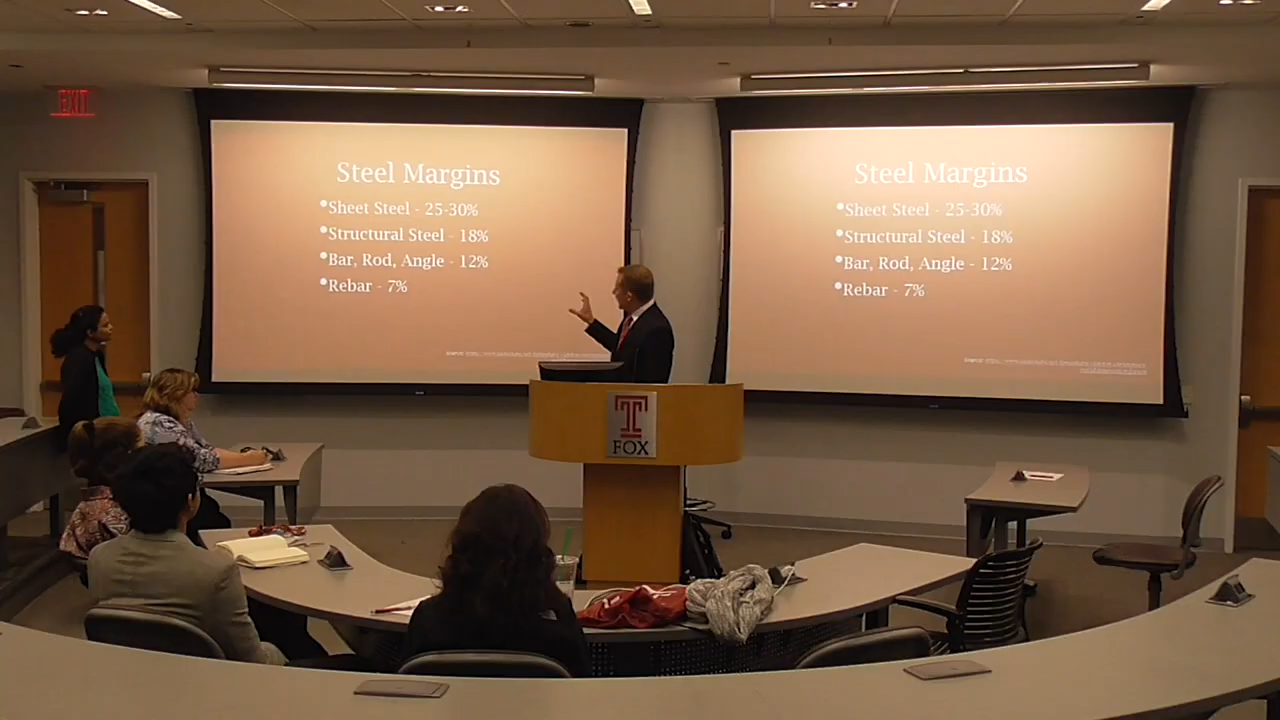 EXIT
Steel Margins
•Sheet Steel - 25-30%
•Structural Steel - 18%
•Bar, Rod, Angle - 12%
•Rebar - 7%
Steel Margins
•Sheet Steel - 25-30%
•Structural Steel - 18%
•Bar, Rod, Angle - 12%
•Rebar - 7%
T
FOX